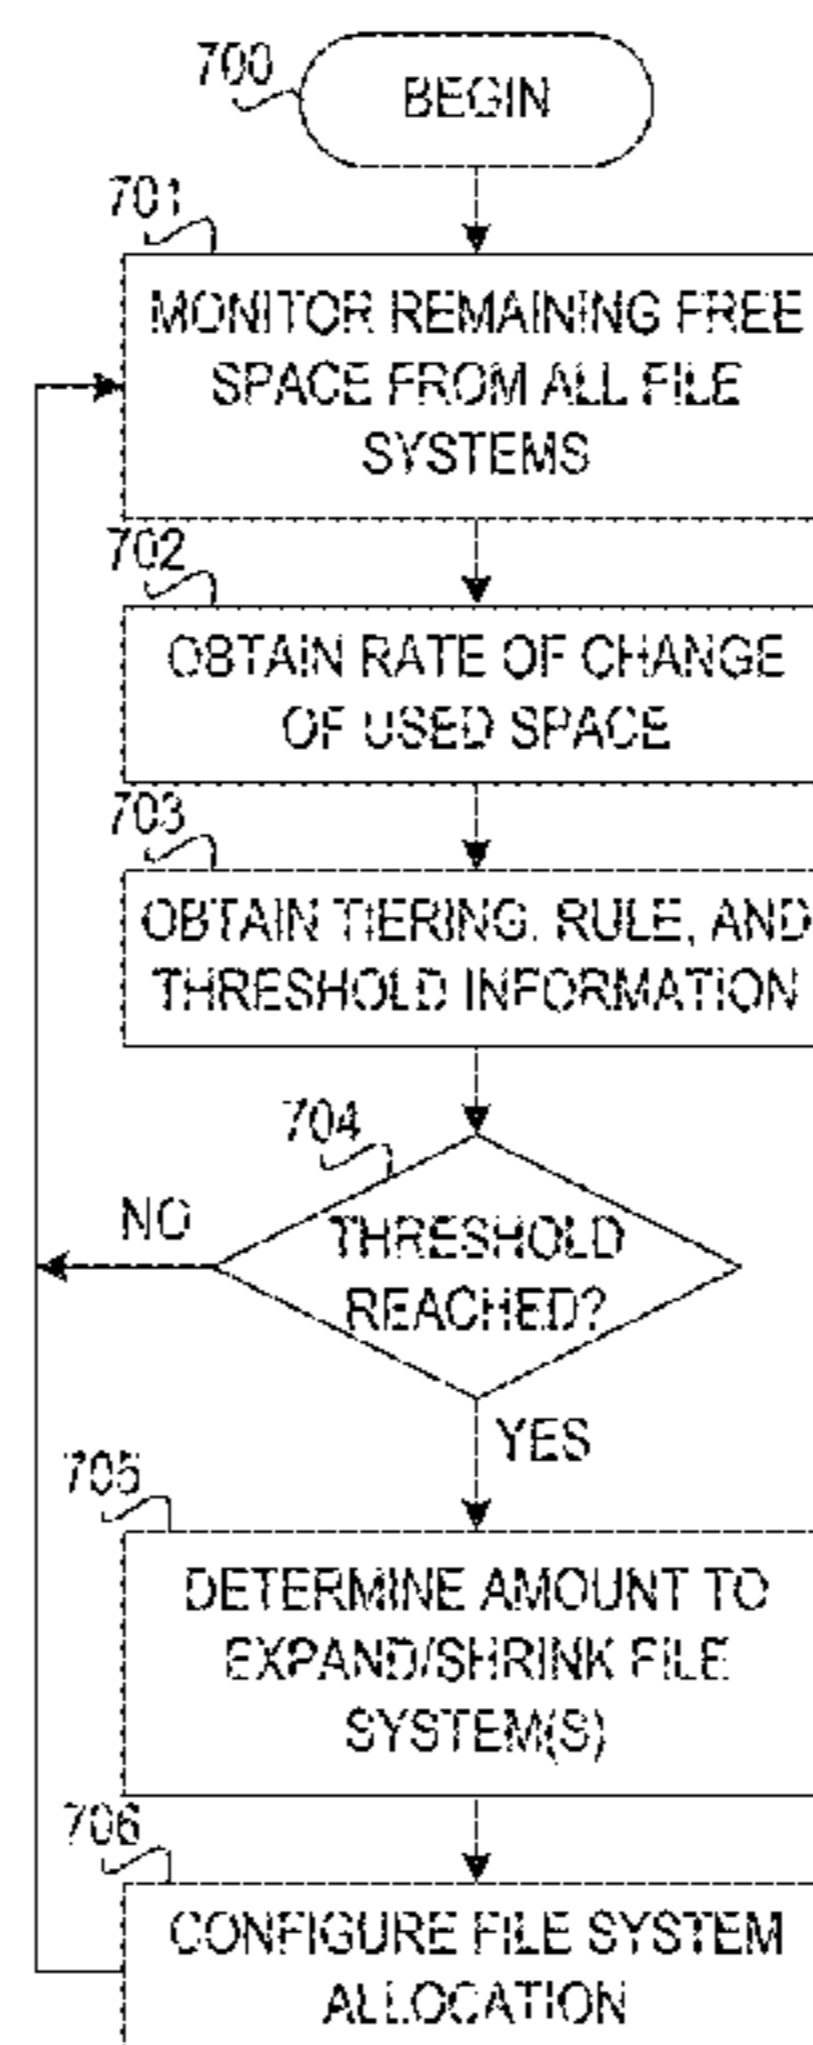 700
BEGIN
701
MONITOR REMAINING FREE
SPACE FROM ALL FILE
SYSTEMS
702
OBTAIN RATE OF CHANGE
OF USED SPACE
703
OBTAIN TIERING, RULE, AND
THRESHOLD INFORMATION
704
NO
THRESHOLD
REACHED?
YES
705
DETERMINE AMOUNT TO
EXPAND/SHRINK FILE
SYSTEM(S)
706
CONFIGURE FILE SYSTEM
ALLOCATION